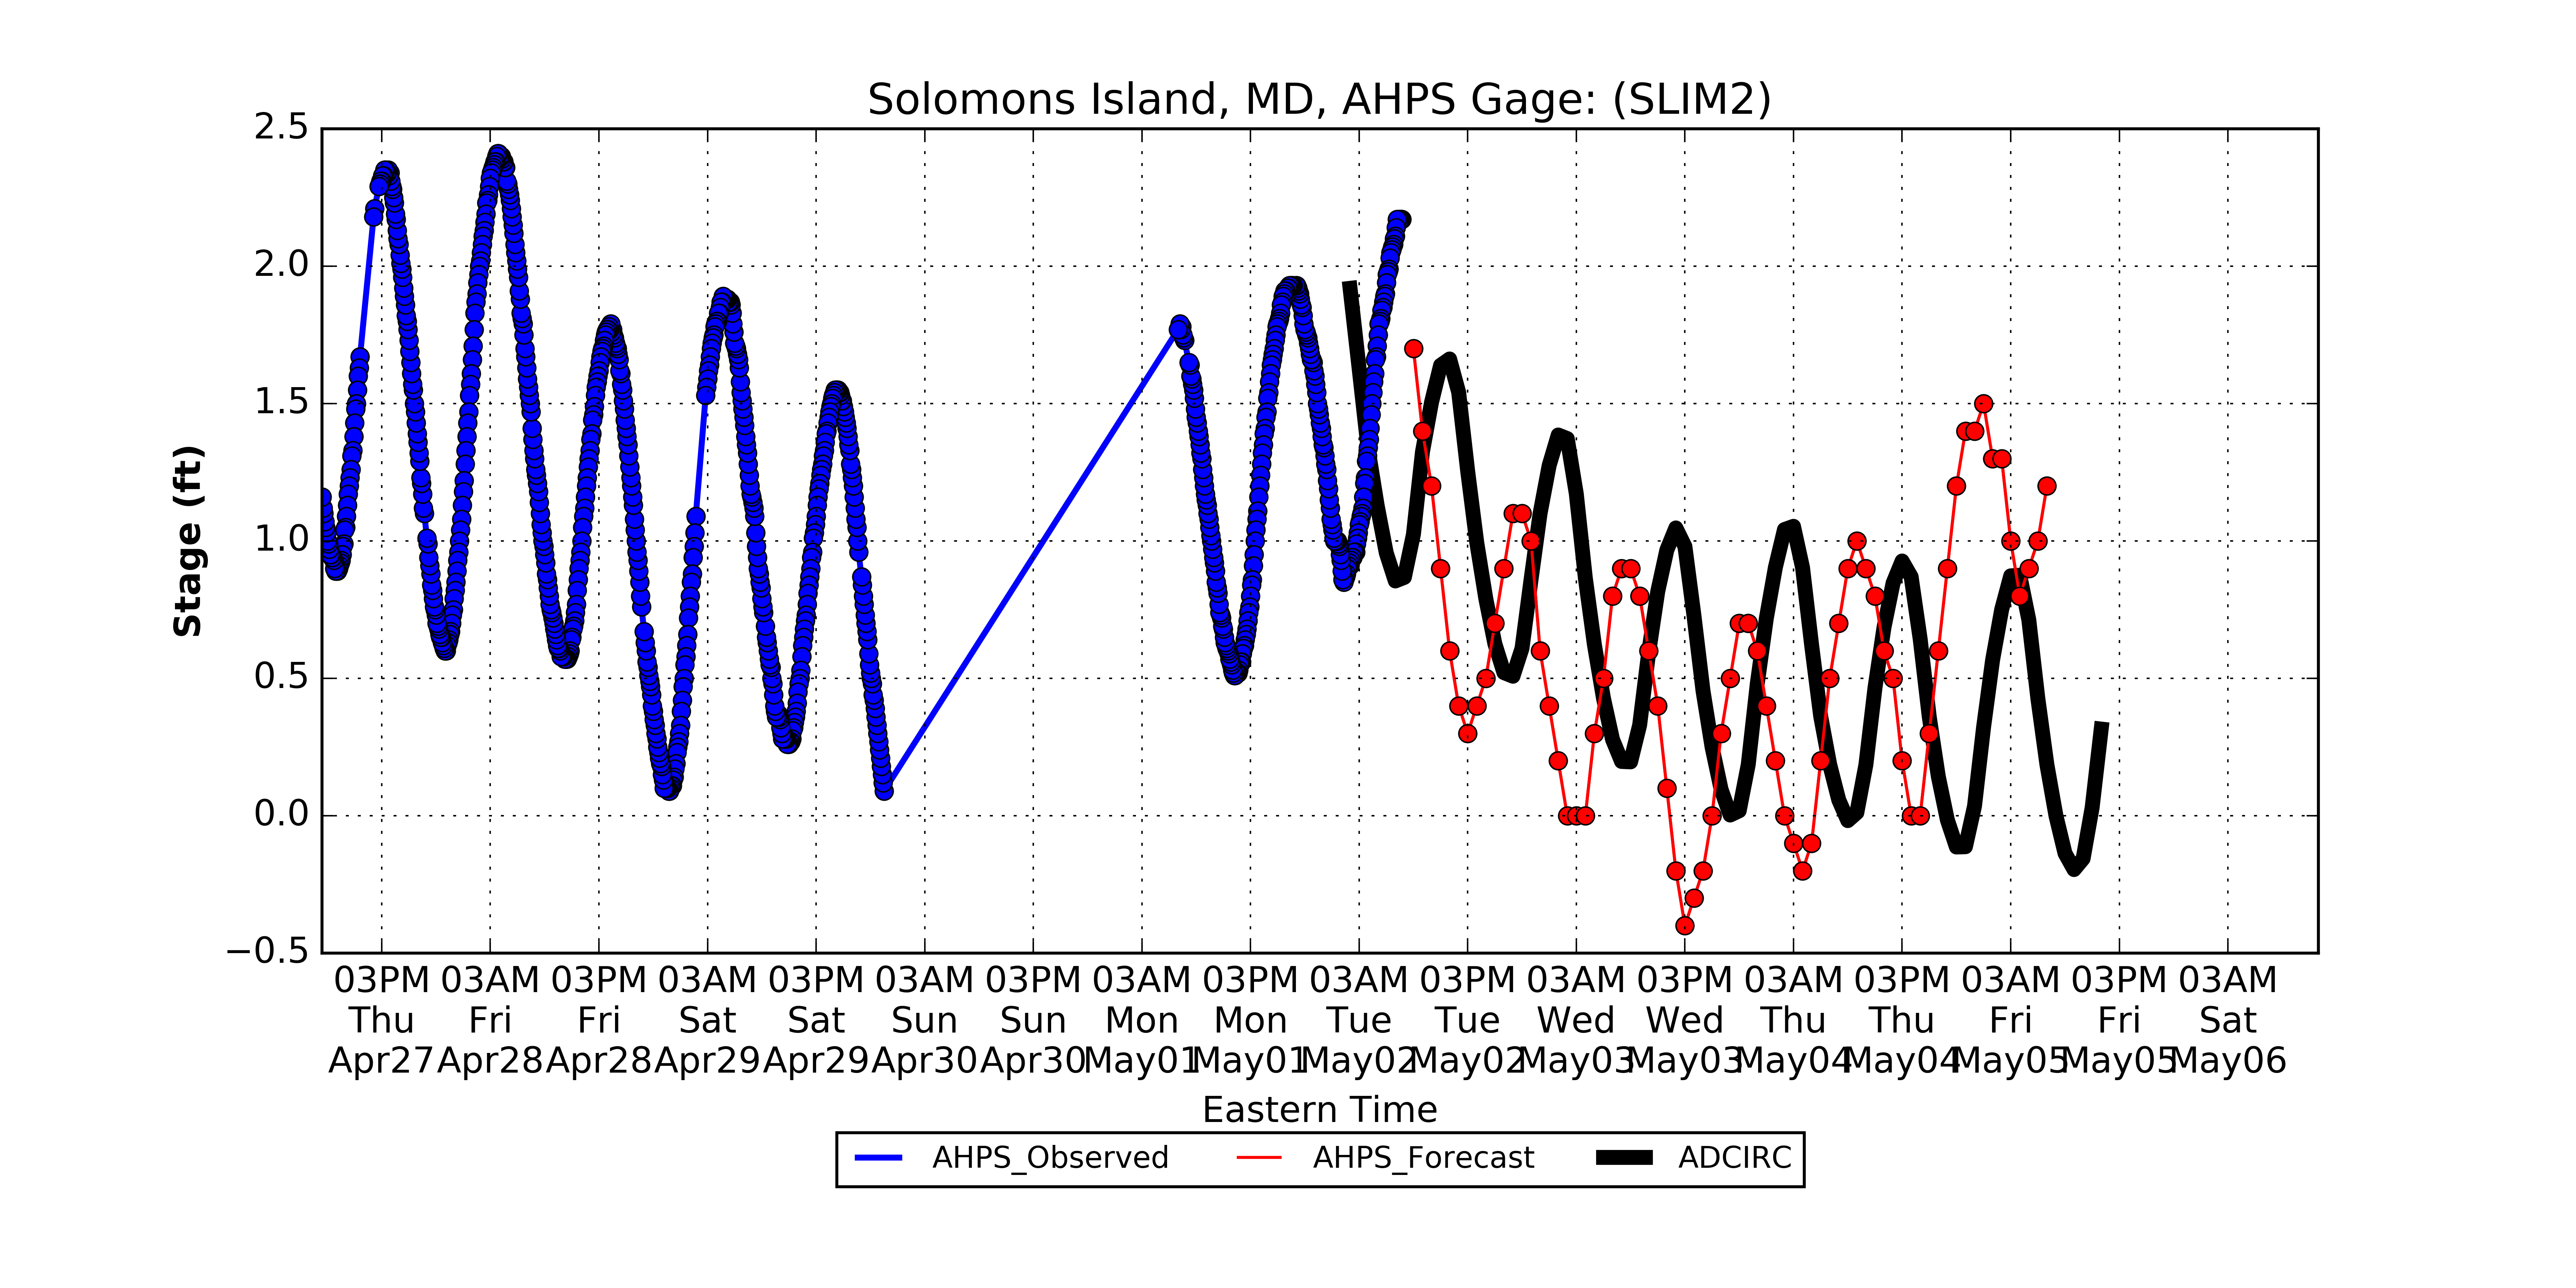 Solomons Island, MD, AHPS Gage: (SLIM2)
2.5
2.0
1.5
1.0
0.5
0.0
−0.5
Stage (ft)
03PM 03AM 03PM 03AM 03PM 03AM 03PM 03AM 03PM 03AM 03PM 03AM 03PM 03AM 03PM 03AM 03PM 03AM
Thu Fri Fri Sat Sat Sun Sun Mon Mon Tue Tue Wed Wed Thu Thu Fri Fri Sat
Apr27 Apr28 Apr28 Apr29 Apr29 Apr30 Apr30 May01 May01 May02 May02 May03 May03 May04 May04 May05 May05 May06
Eastern Time
AHPS_Observed AHPS_Forecast ADCIRC